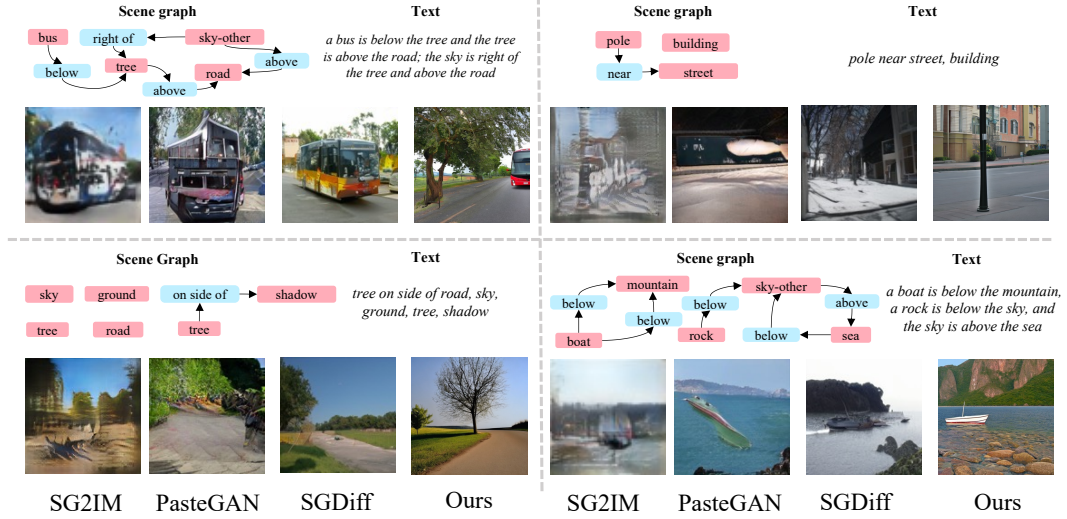 Scene graph
Text
bus
right of
sky-other
below
tree
road
above
above
a bus is below the tree and the tree
is above the road; the sky is right of
the tree and above the road
Scene graph
Text
pole
building
near
street
pole near street, building
Scene Graph
Text
sky
ground
on side of
shadow
tree
road
tree
tree on side of road, sky,
ground, tree, shadow
Scene graph
Text
mountain
sky-other
below
below
above
below
boat
rock
below
sea
a boat is below the mountain,
a rock is below the sky, and
the sky is above the sea
SG2IM
PasteGAN
SGDiff
Ours
SG2IM
PasteGAN
SGDiff
Ours